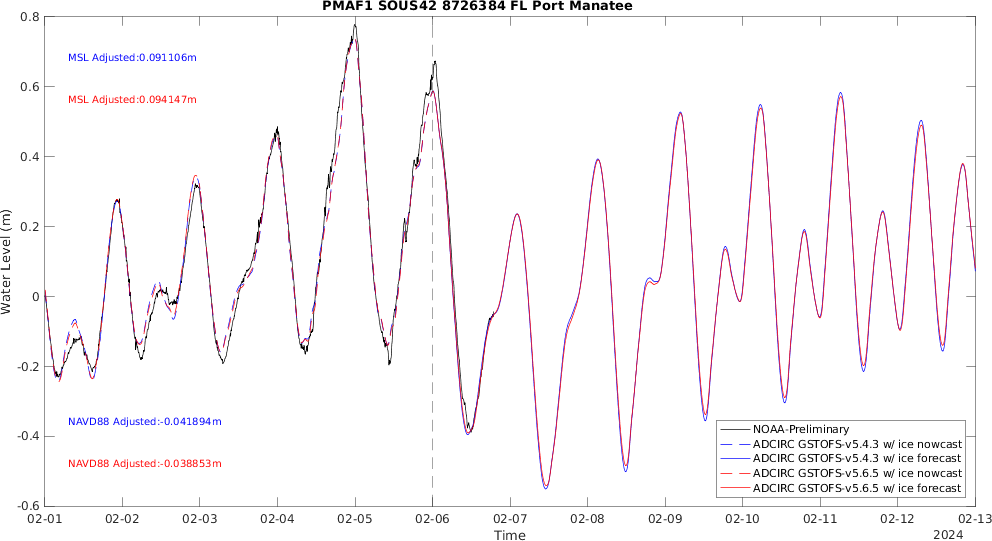 PMAF1 SOUS42 8726384 FL Port Manatee
0.8
0.6
0.4
0.2
0
-0.2
-0.4
-0.6
Water Level (m)
MSL Adjusted:0.091106m
MSL Adjusted:0.094147m
NAVD88 Adjusted:-0.041894m
NAVD88 Adjusted:-0.038853m
NOAA-Preliminary
ADCIRC GSTOFS-v5.4.3 w/ ice nowcast
ADCIRC GSTOFS-v5.4.3 w/ ice forecast
ADCIRC GSTOFS-v5.6.5 w/ ice nowcast
ADCIRC GSTOFS-v5.6.5 w/ ice forecast
02-01 02-02 02-03 02-04 02-05 02-06 02-07 02-08 02-09 02-10 02-11 02-12 02-13
Time
2024